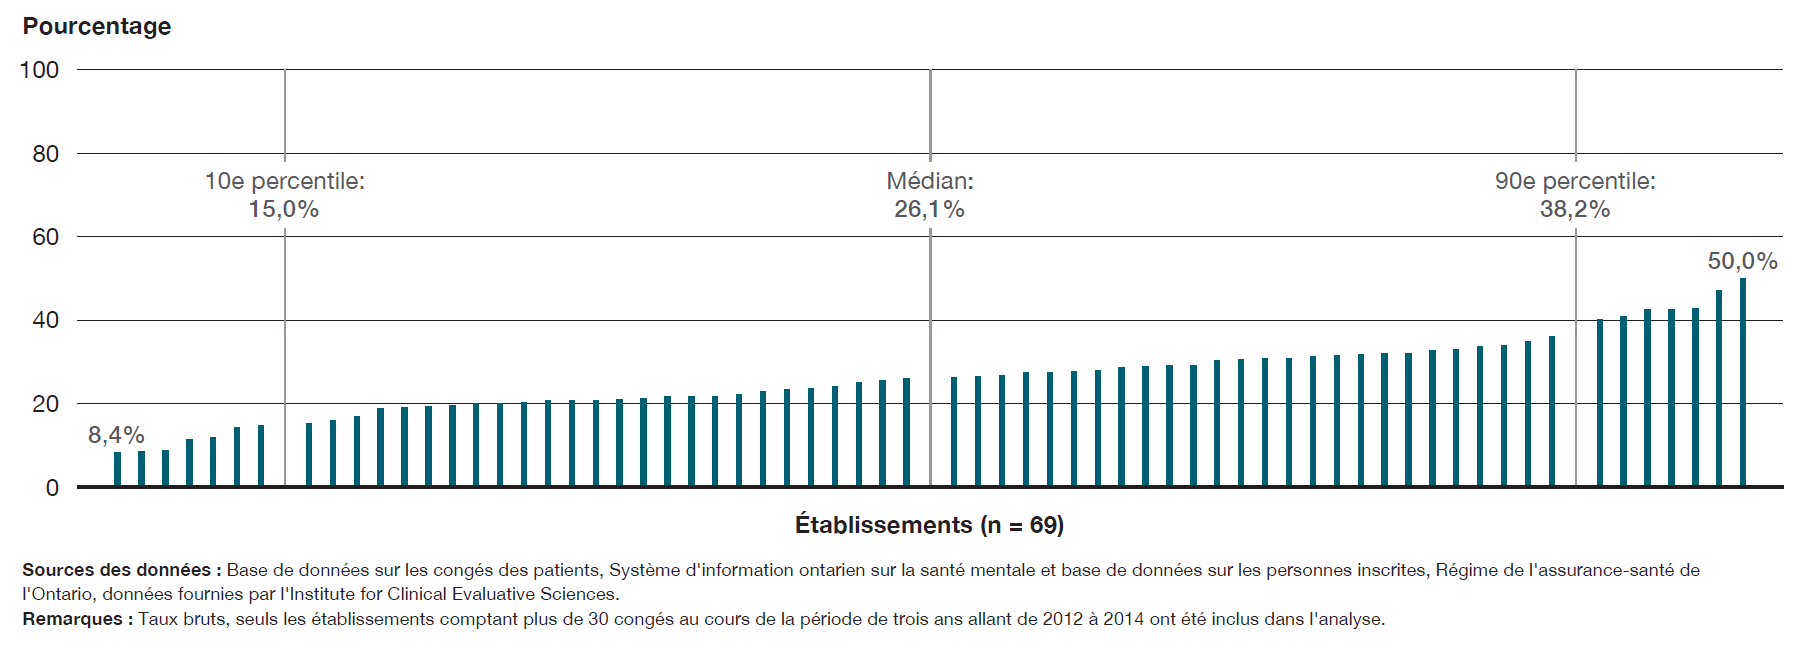 Pourcentage
100
80
10e percentile:
15,0%
Médian:
26,1%
90e percentile:
38,2%
60
50,0%
40
20
8,4%
0
Établissements (n = 69)
Sources des données : Base de données sur les congés des patients, Système d'information ontarien sur la santé mentale et base de données sur les personnes inscrites, Régime de l'assurance-santé de
l'Ontario, données fournies par l'Institute for Clinical Evaluative Sciences.
Remarques : Taux bruts, seuls les établissements comptant plus de 30 congés au cours de la période de trois ans allant de 2012 à 2014 ont été inclus dans l'analyse.